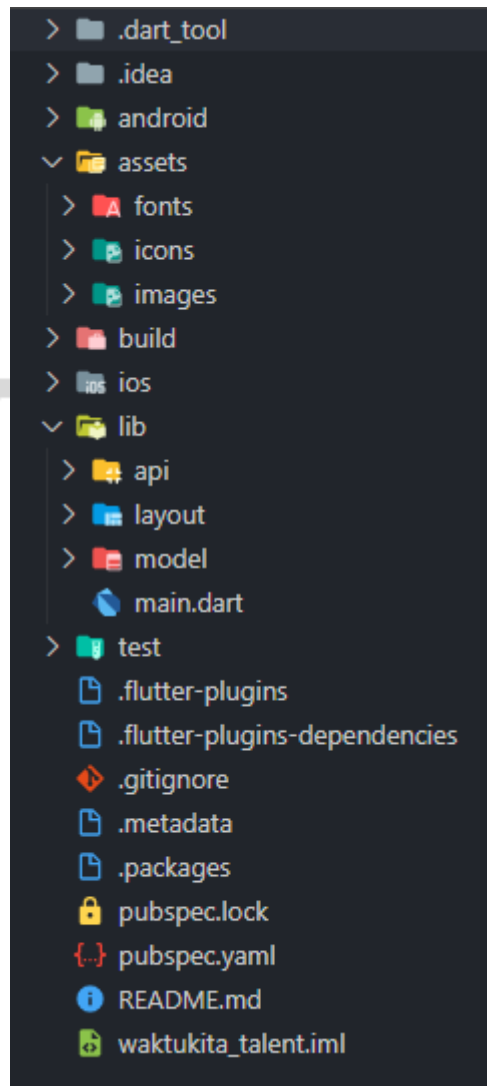 .dart_tool
.idea
android
assets
fonts
icons
images
build
ios
lib
api
layout
model
main.dart
test
.flutter-plugins
.flutter-plugins-dependencies
.gitignore
.metadata
.packages
pubspec.lock
pubspec.yaml
README.md
waktukita_talent.iml